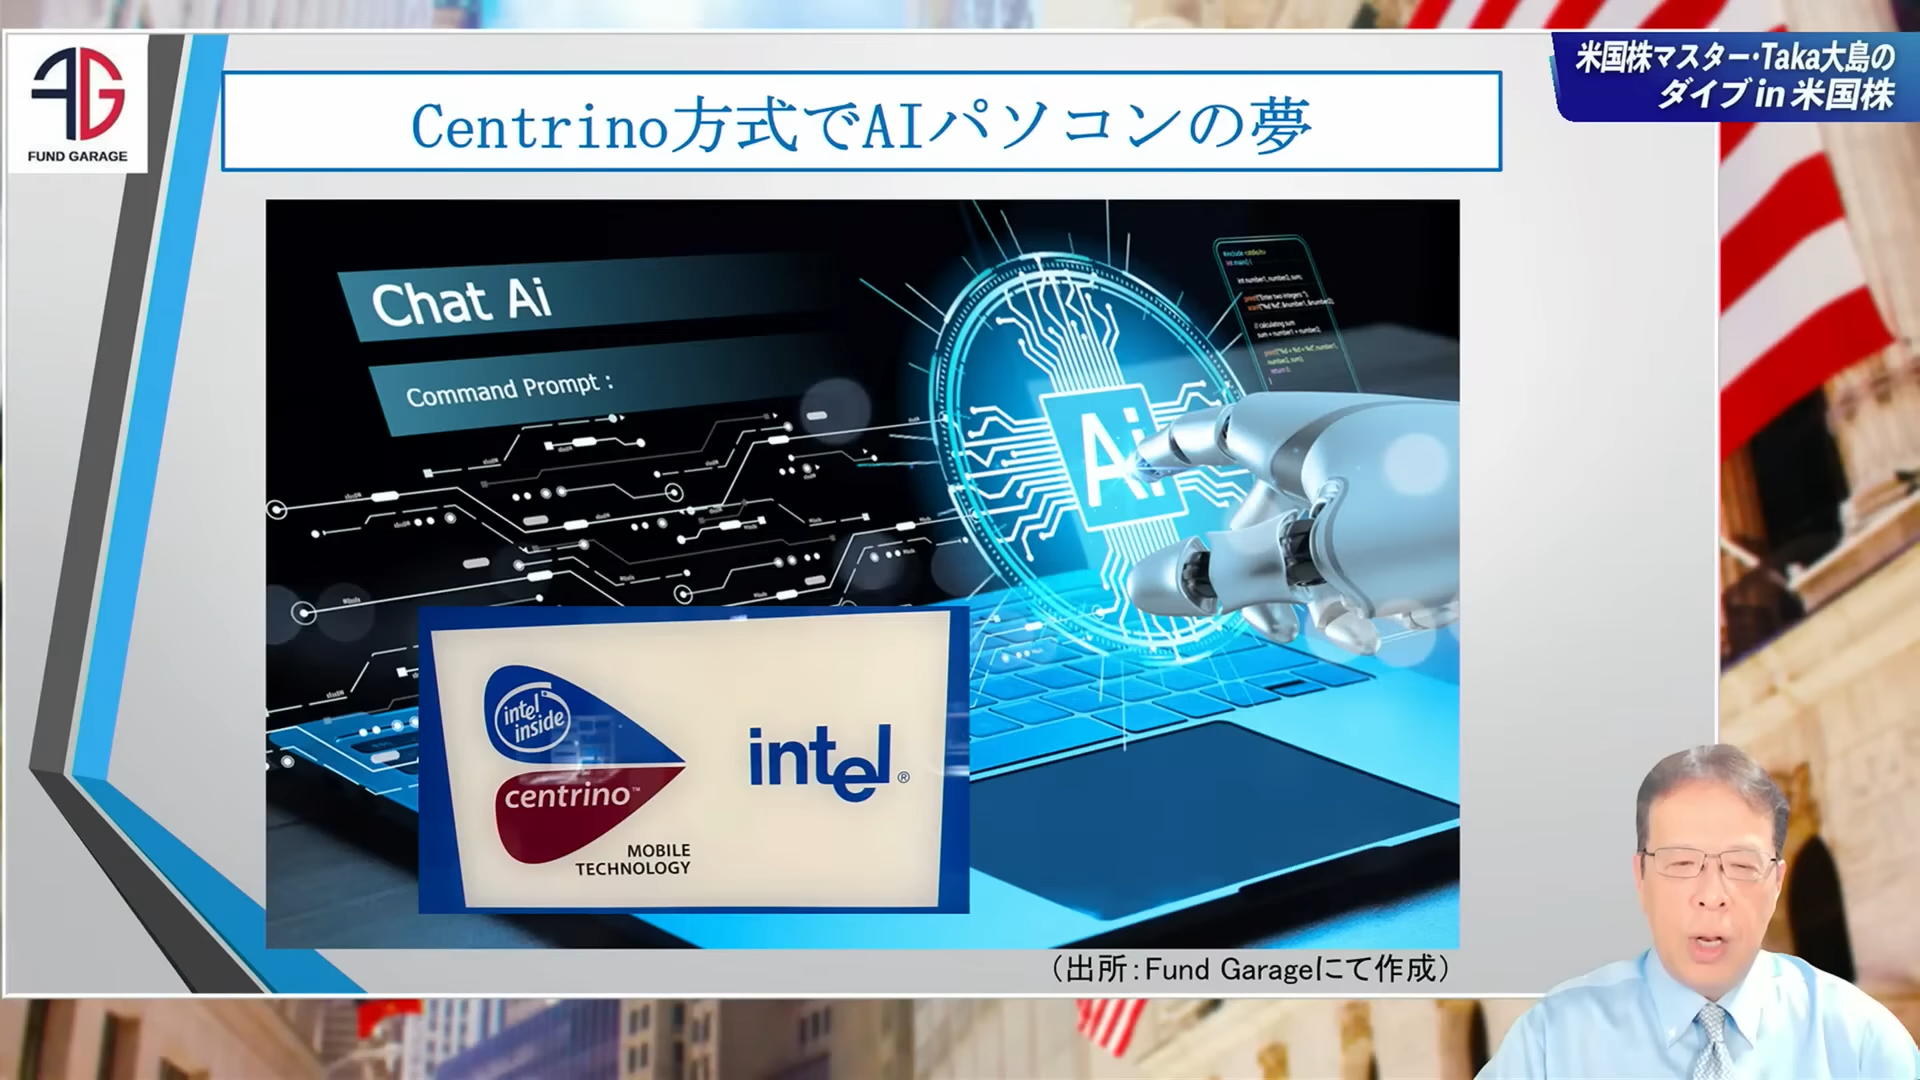 FUND GARAGE
米国株マスター・Taka大島の
ダイブ in 米国株
Centrino方式でAIパソコンの夢
Chat Ai
Command Prompt :
Ai
intel
inside
centrino™
MOBILE
TECHNOLOGY
intel®
(出所：Fund Garageにて作成)